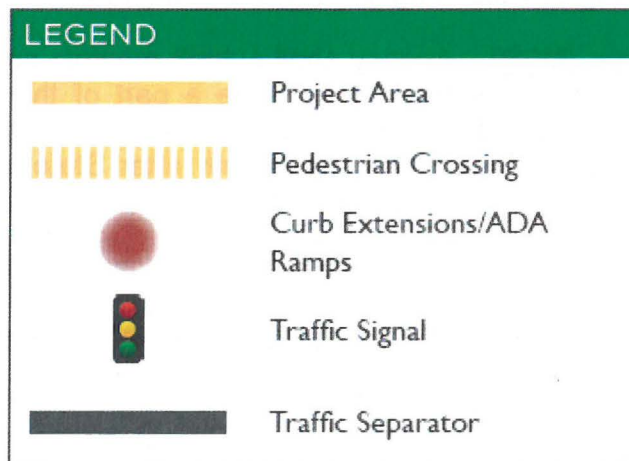 LEGEND
Project Area
Pedestrian Crossing
Curb Extensions/ADA
Ramps
Traffic Signal
Traffic Separator